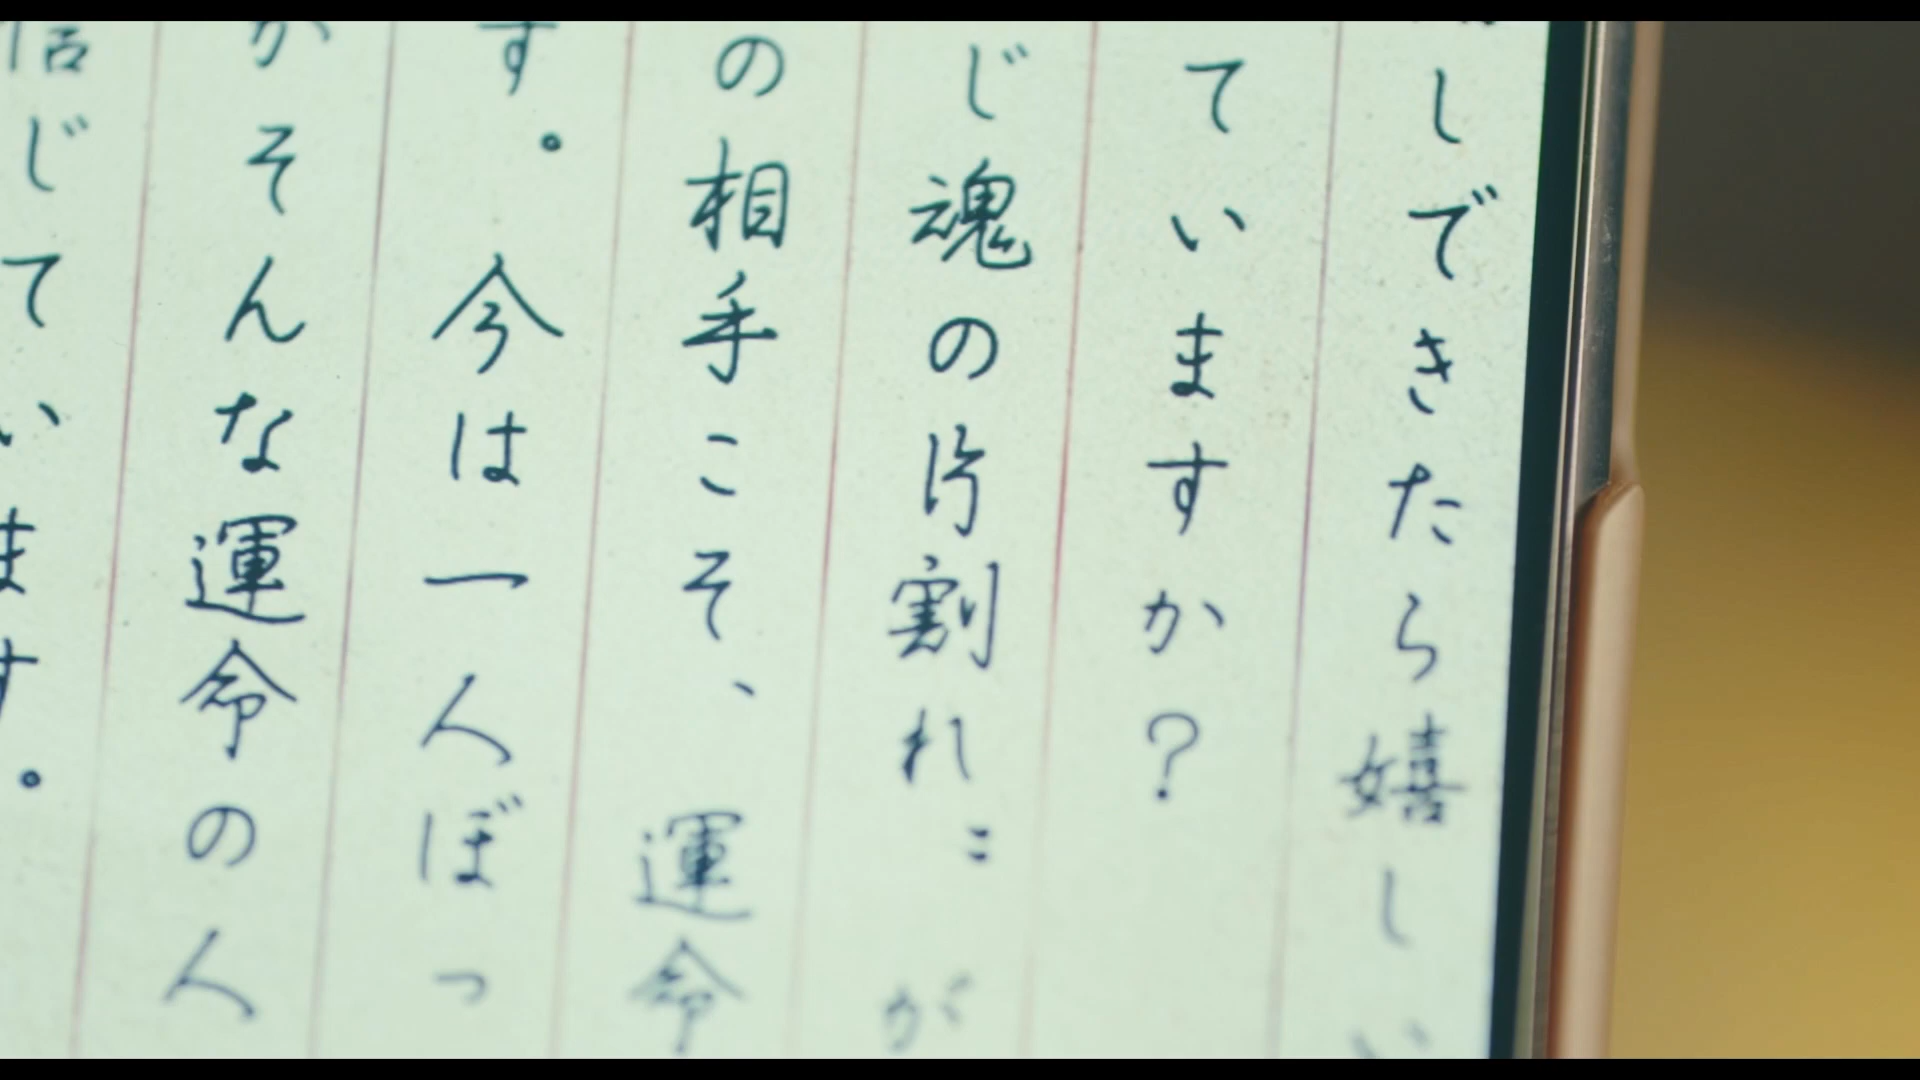 しできたら嬉しい
ていますか?
じ魂の片割れ〟が
の相手こそ、運命
す。今は一人ぼっ
かそんな運命の人
信じています。